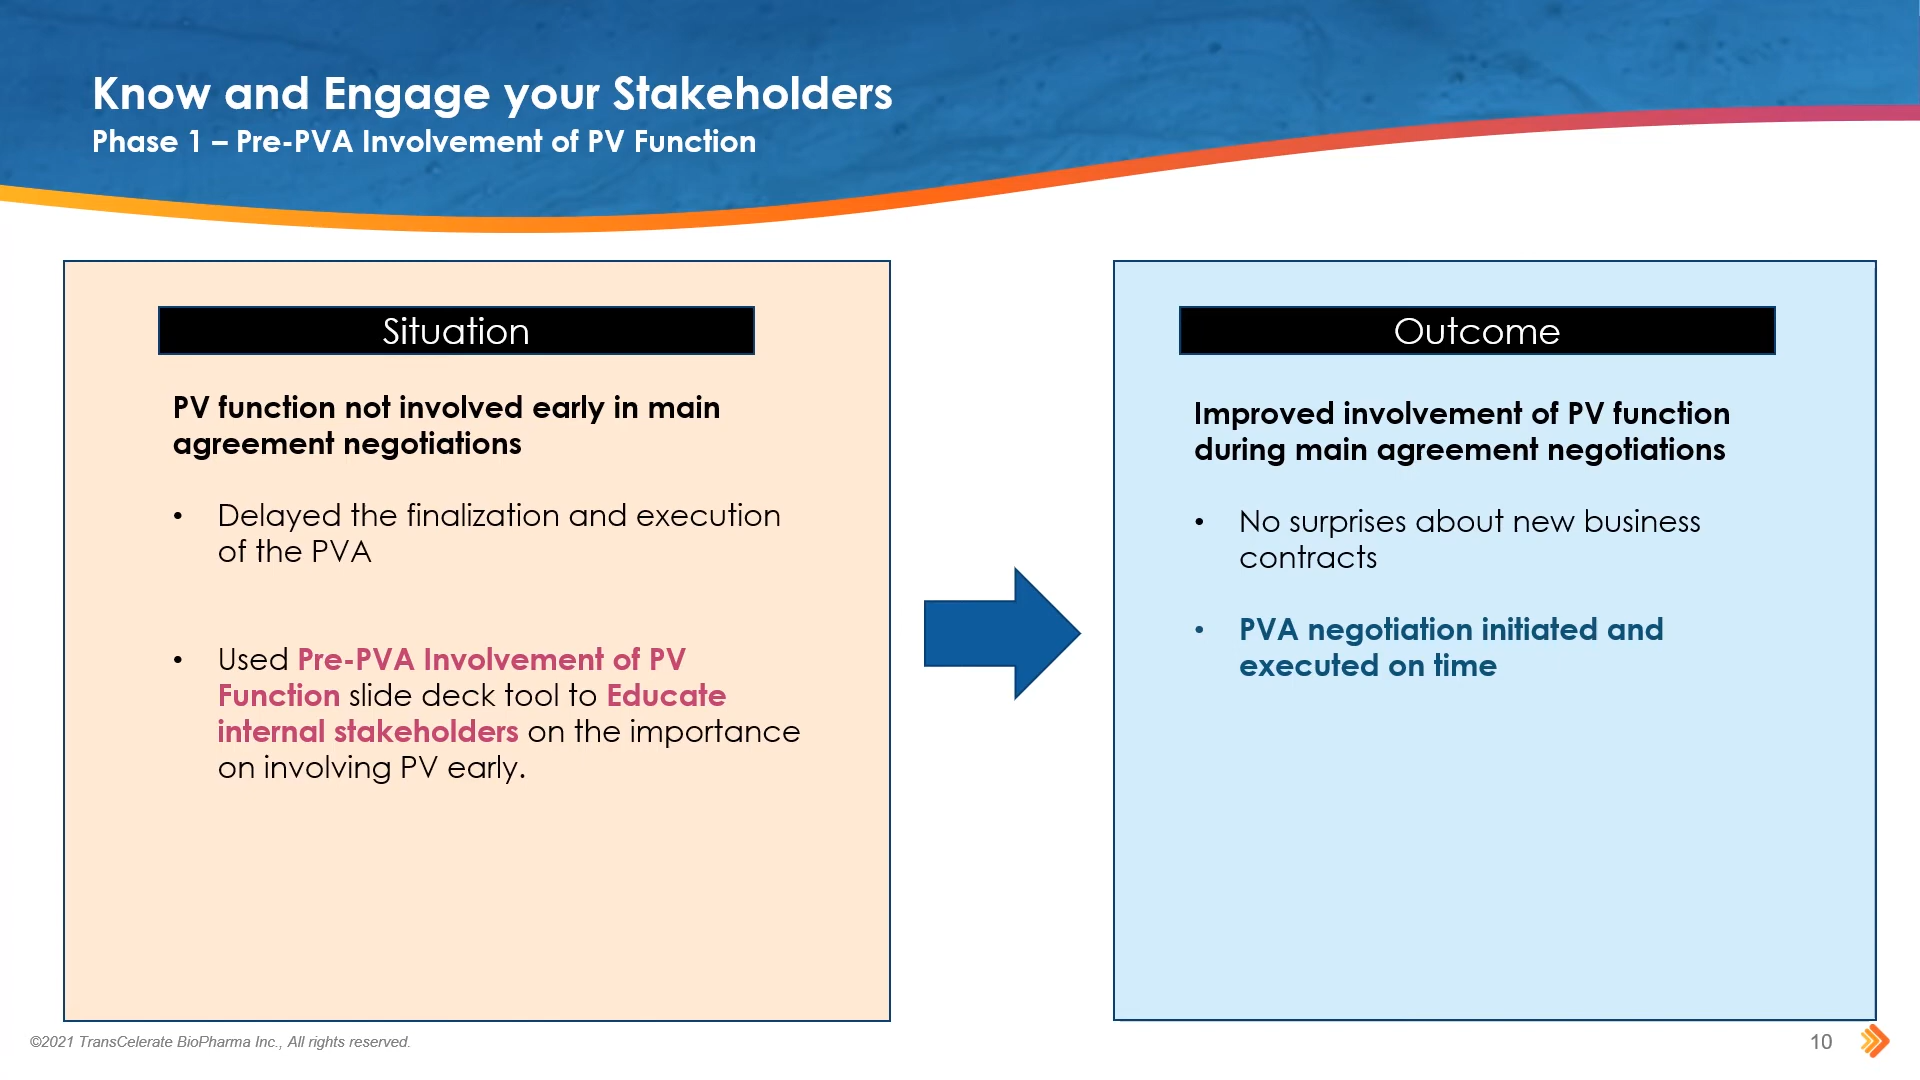 Know and Engage your Stakeholders
Phase 1 – Pre-PVA Involvement of PV Function
Situation
PV function not involved early in main
agreement negotiations
• Delayed the finalization and execution
of the PVA
• Used Pre-PVA Involvement of PV
Function slide deck tool to Educate
internal stakeholders on the importance
on involving PV early.
Outcome
Improved involvement of PV function
during main agreement negotiations
• No surprises about new business
contracts
• PVA negotiation initiated and
executed on time
©2021 TransCelerate BioPharma Inc., All rights reserved.
10